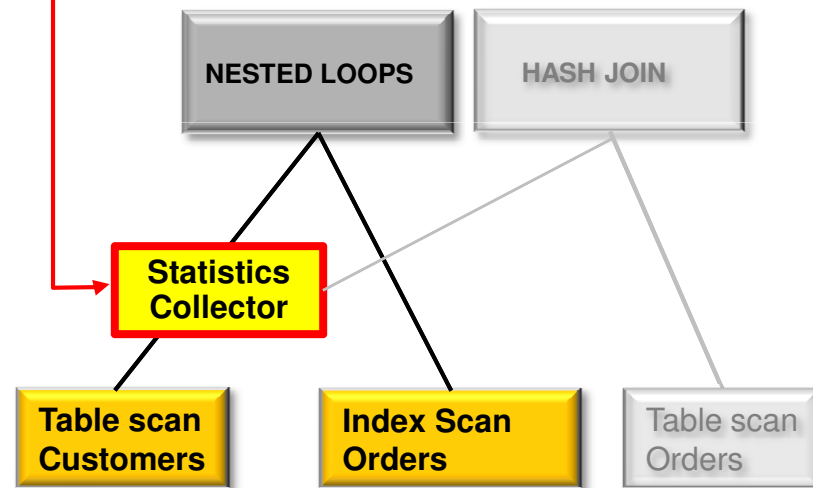 NESTED LOOPS
HASH JOIN
Statistics
Collector
Table scan
Customers
Index Scan
Orders
Table scan
Orders